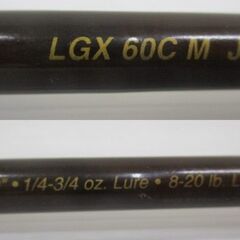 LGX 60C M J
" • 1/4-3/4 oz. Lure • 8-20 lb. L